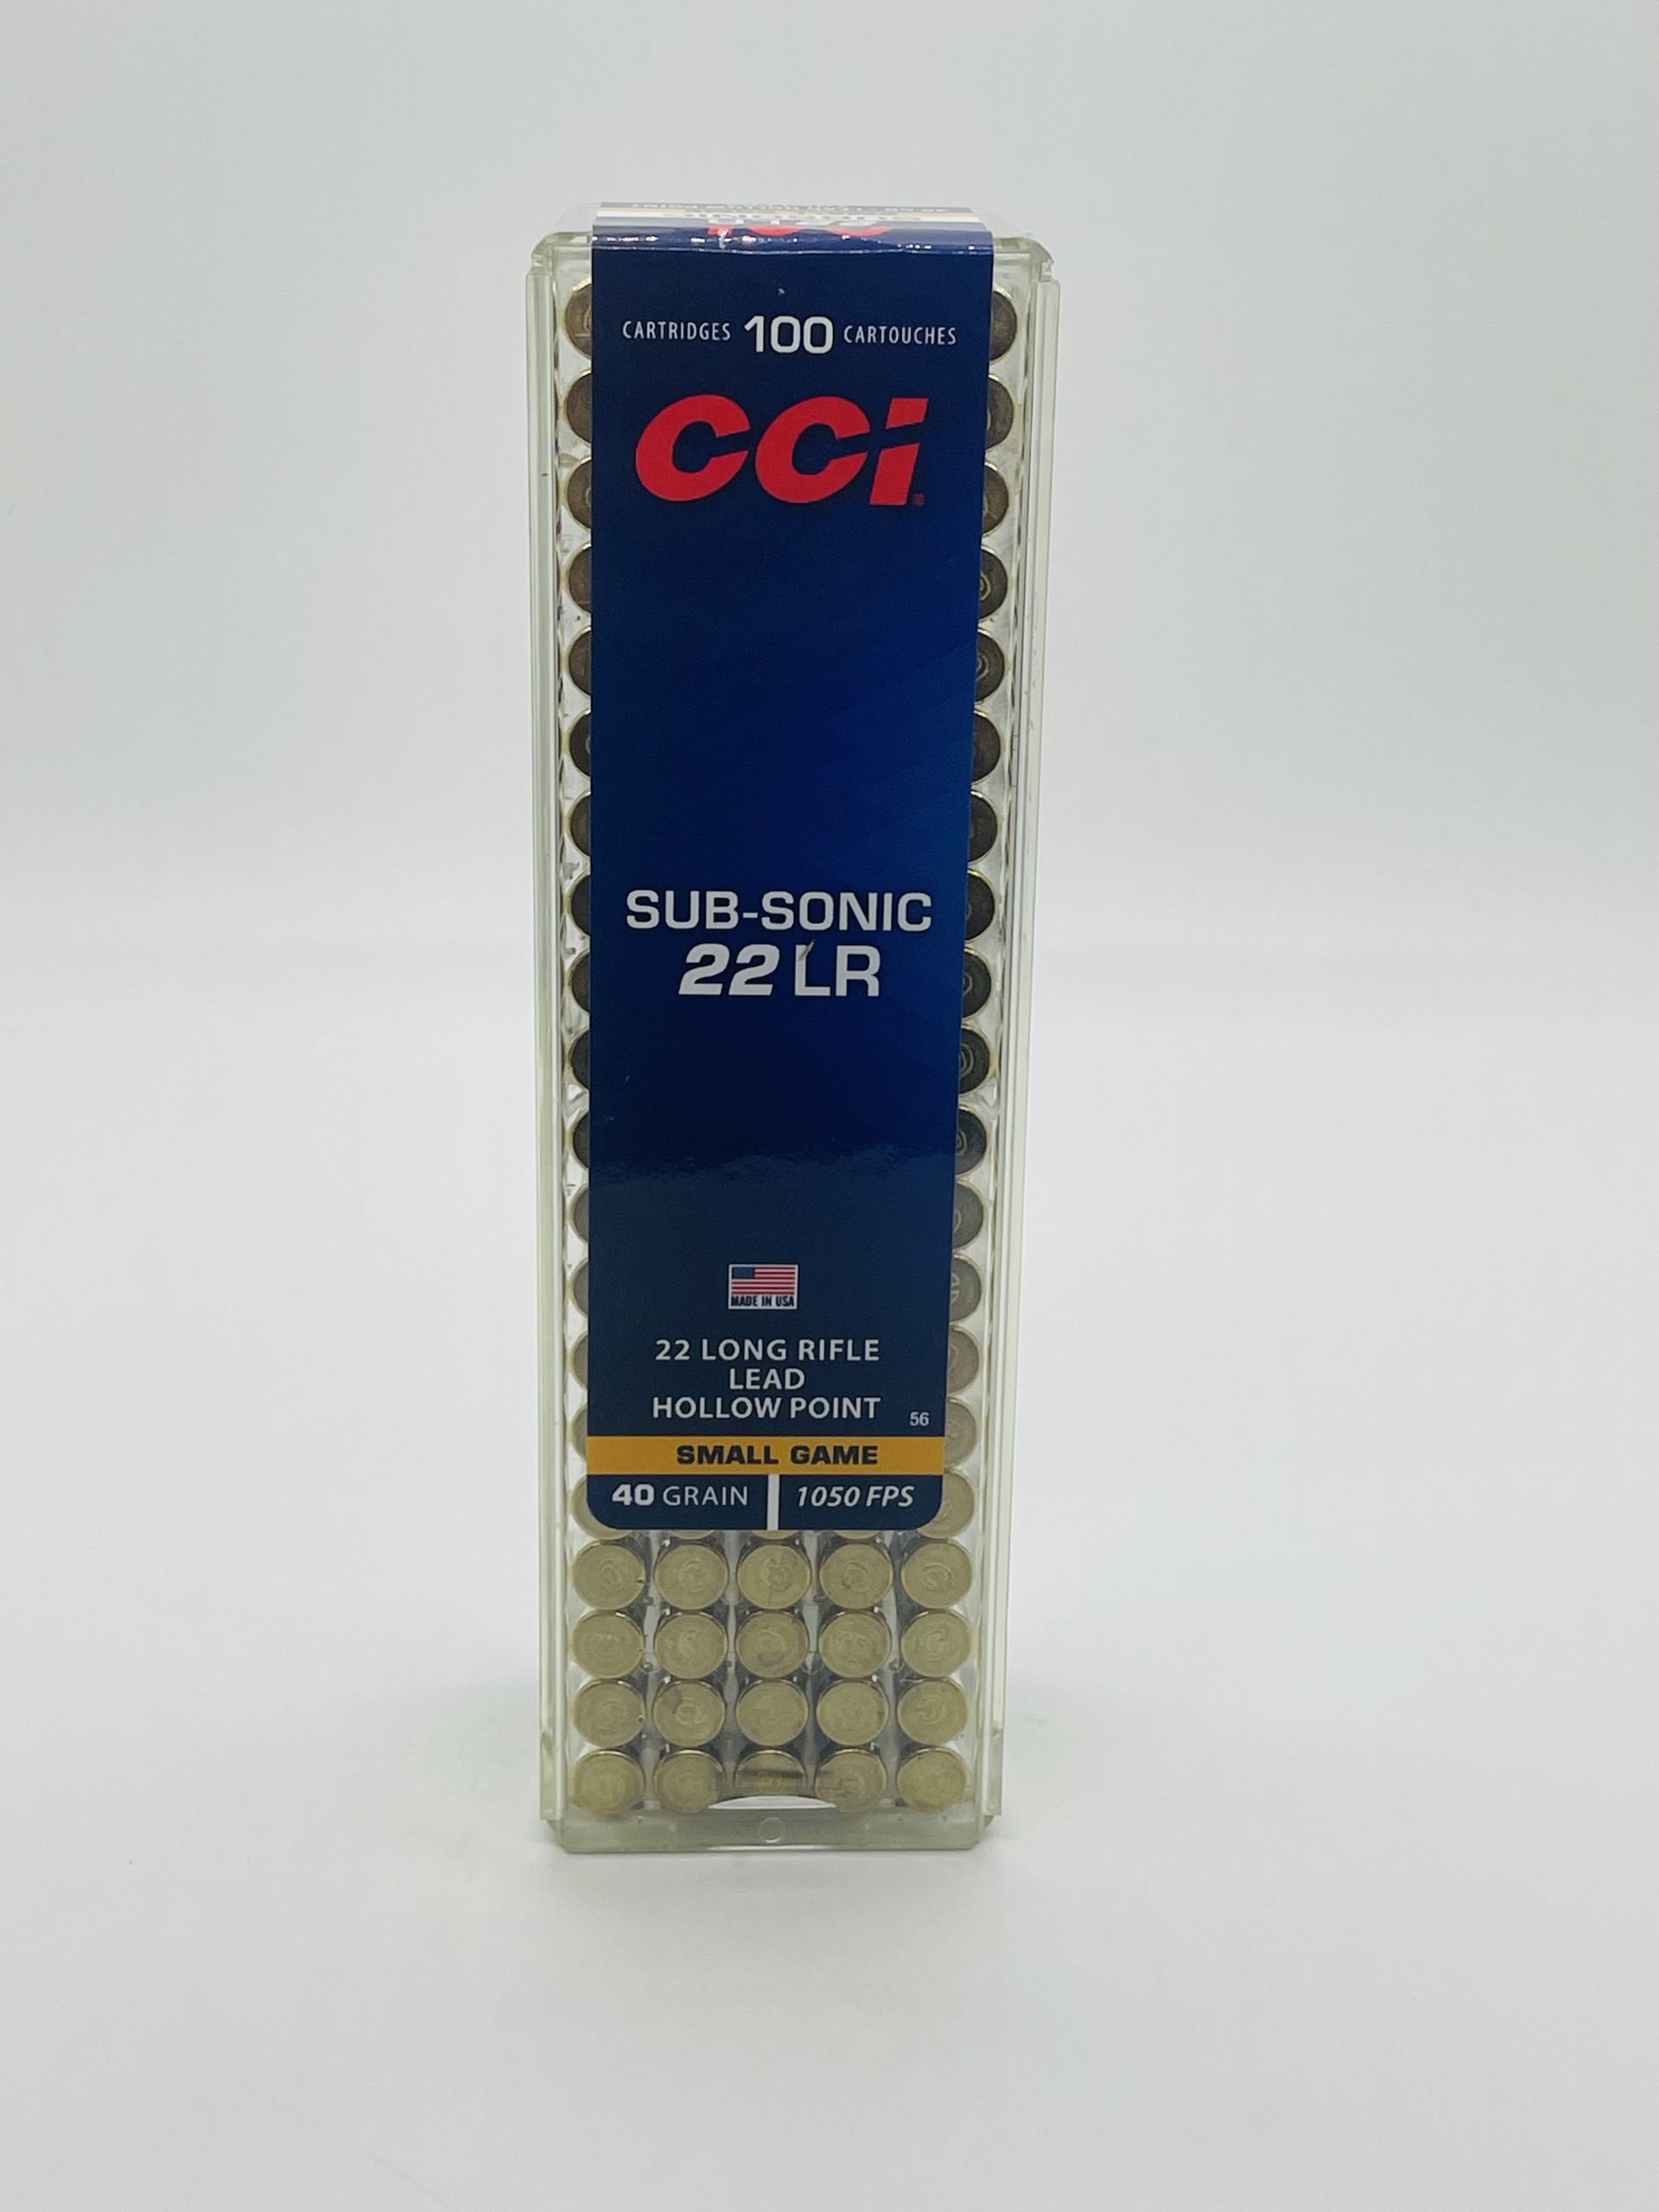 CARTRIDGES 100 CARTOUCHES
CCI
SUB-SONIC
22 LR
MADE IN USA
22 LONG RIFLE
LEAD
HOLLOW POINT
56
SMALL GAME
40 GRAIN 1050 FPS